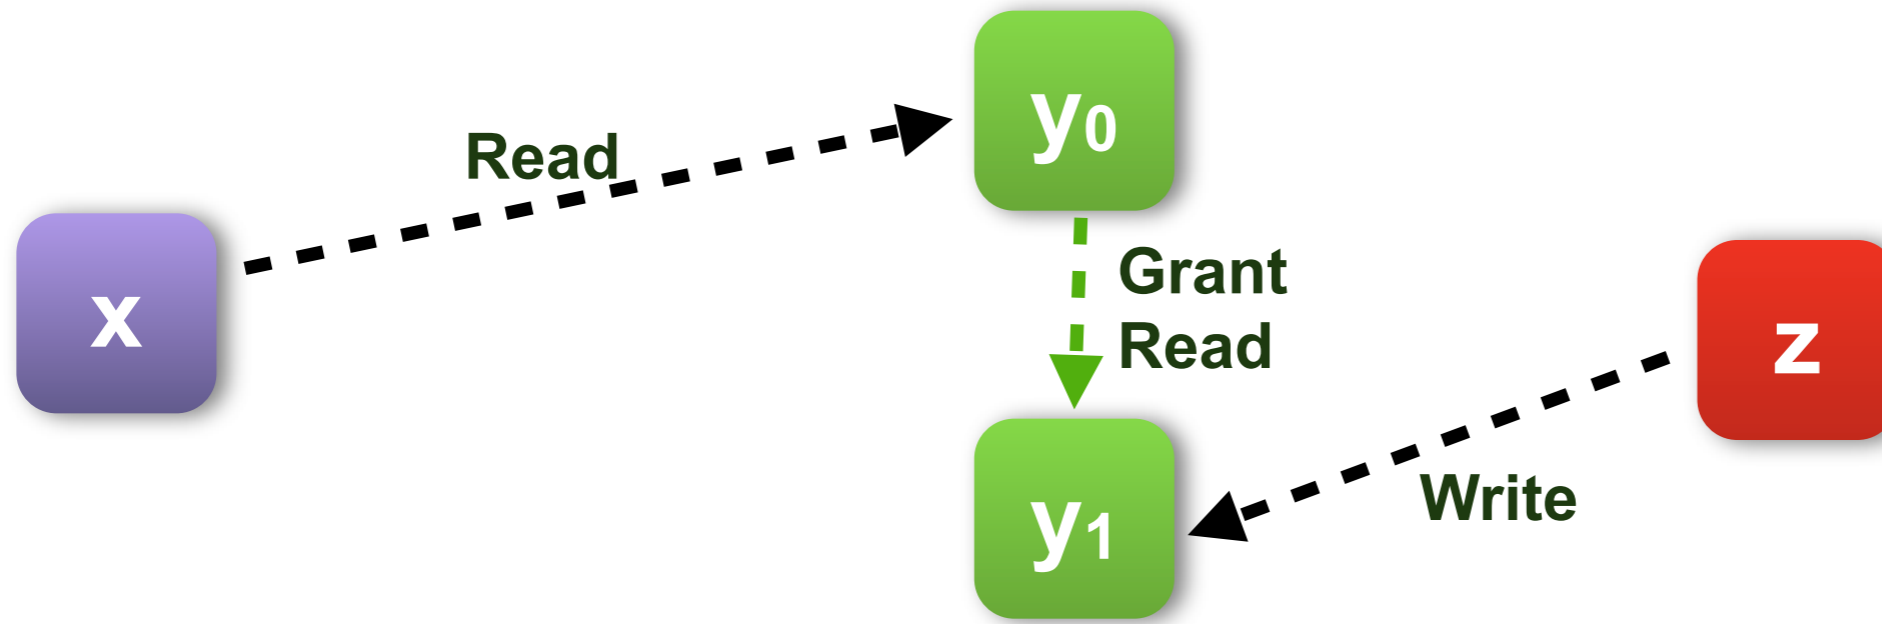 y0
Read
x
Grant
Read
z
y1
Write